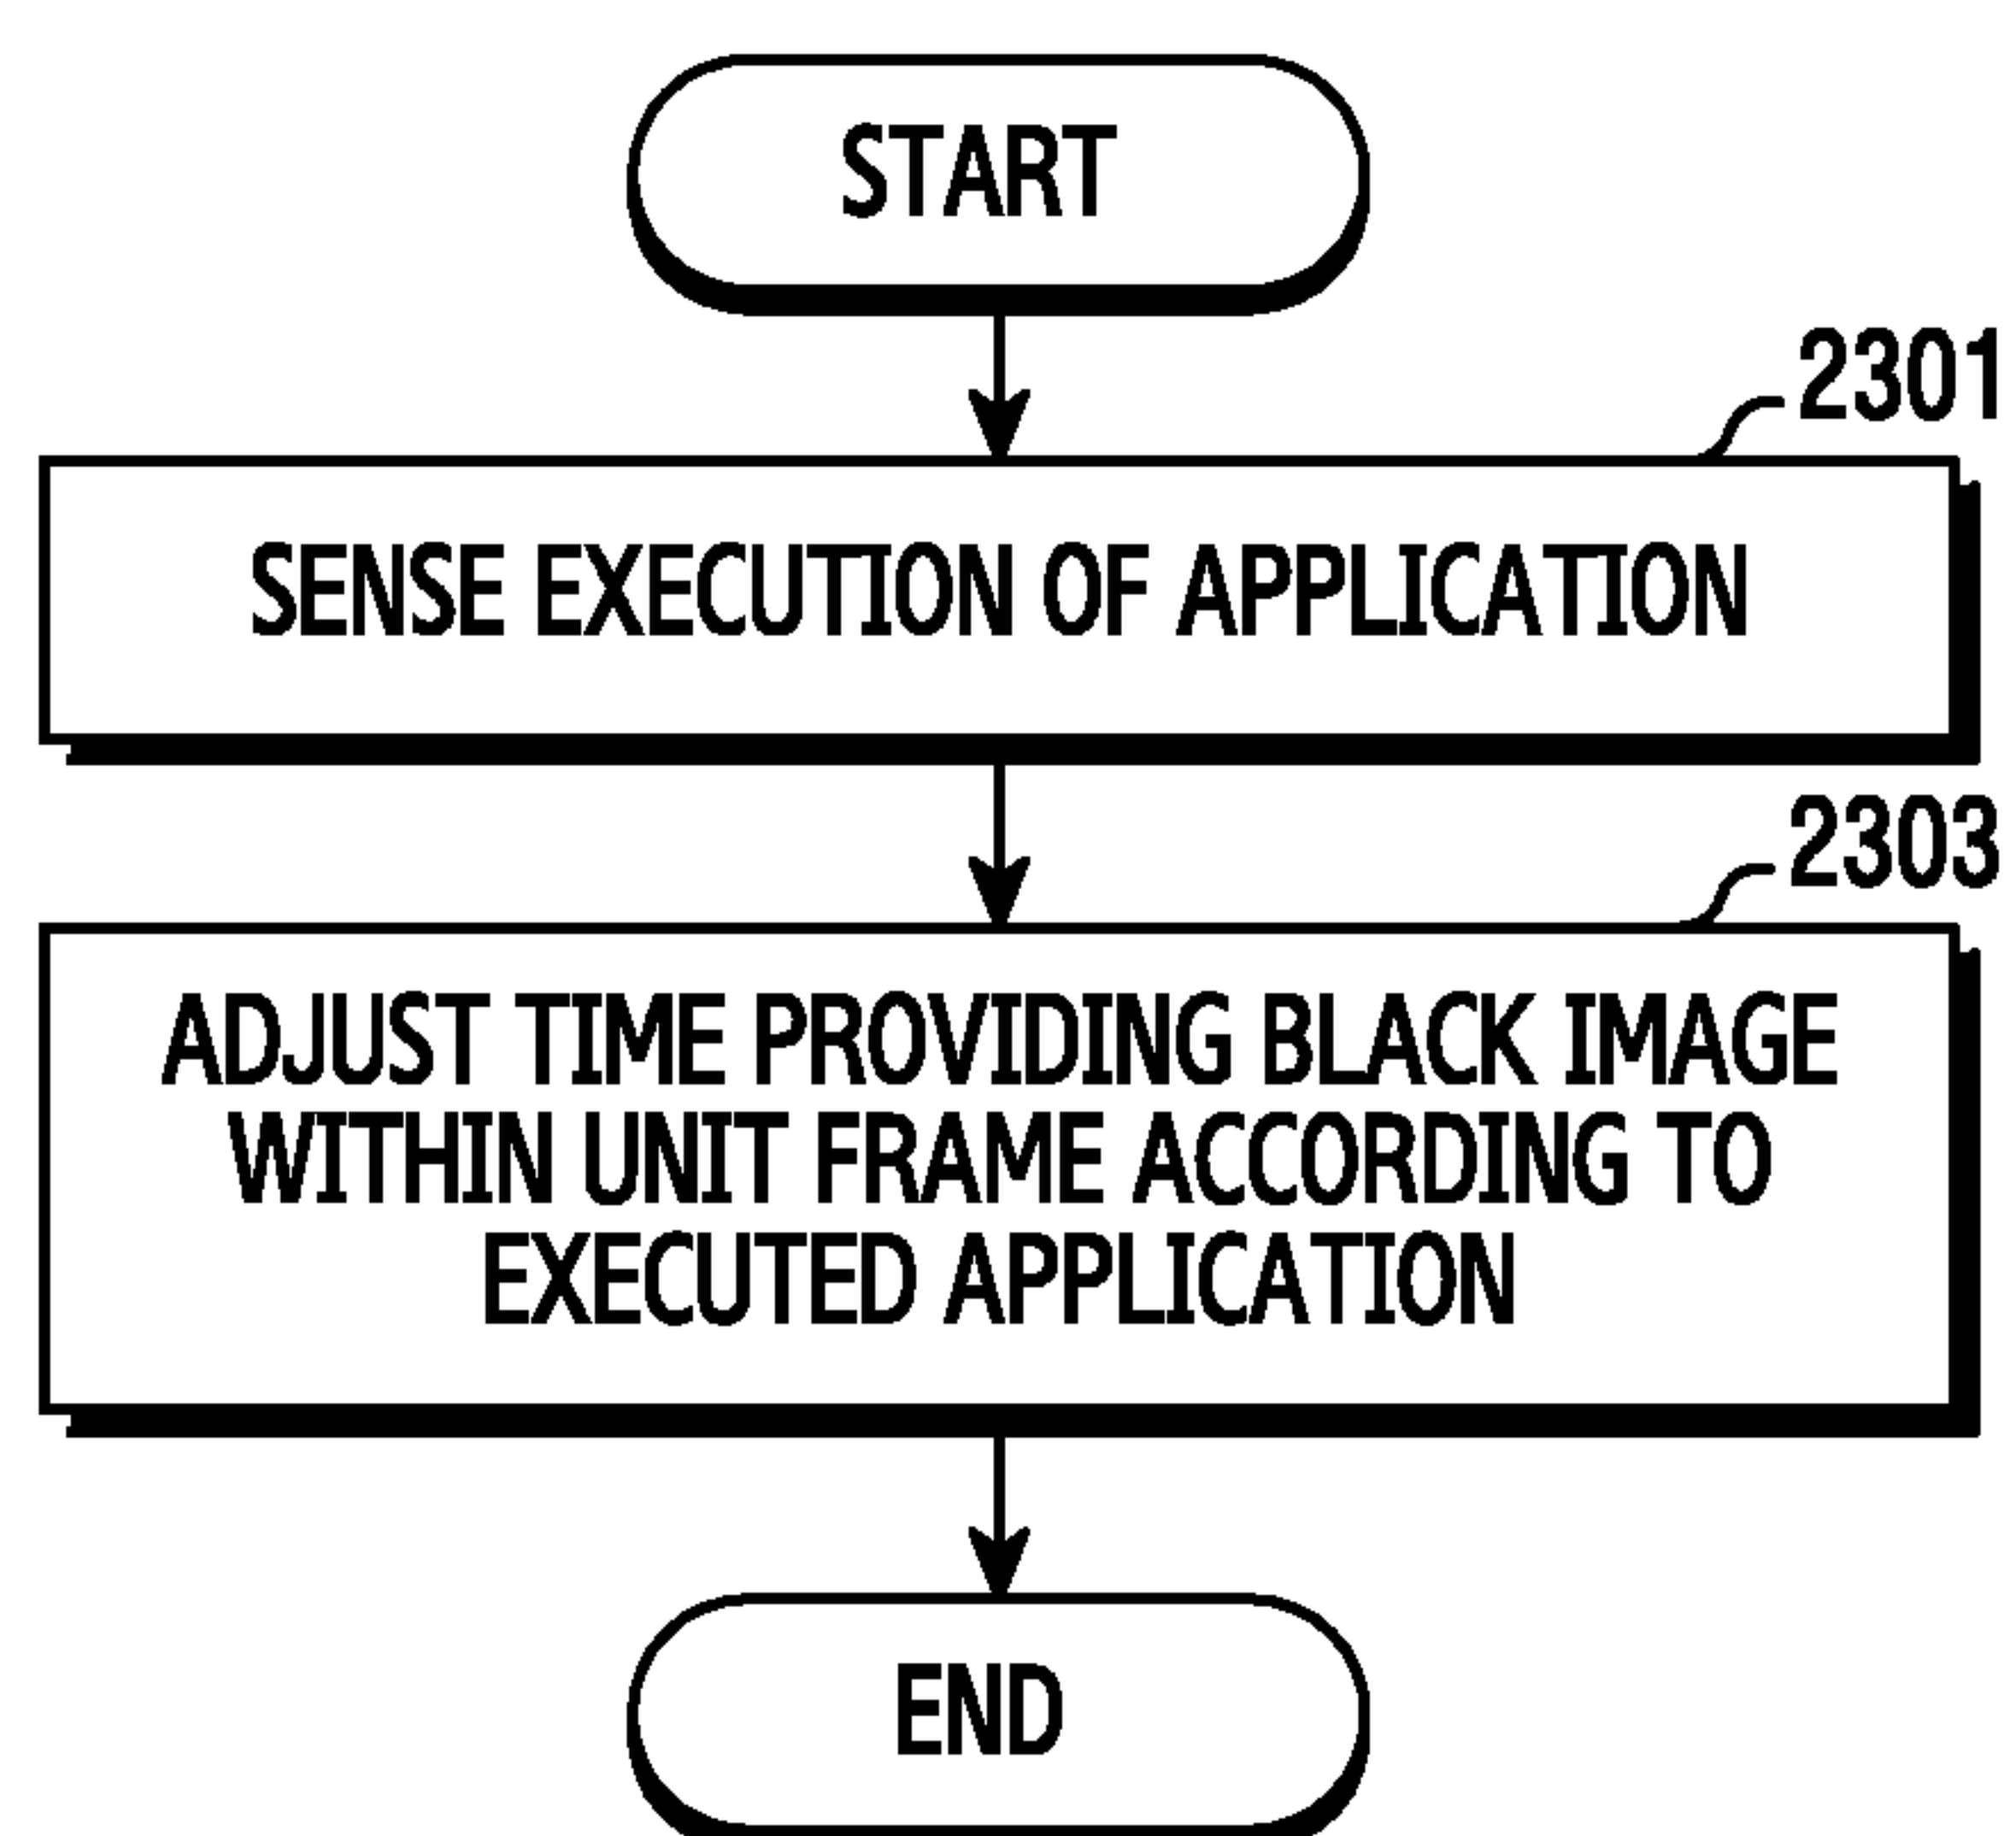 START
2301
SENSE EXECUTION OF APPLICATION
2303
ADJUST TIME PROVIDING BLACK IMAGE
WITHIN UNIT FRAME ACCORDING TO
EXECUTED APPLICATION
END